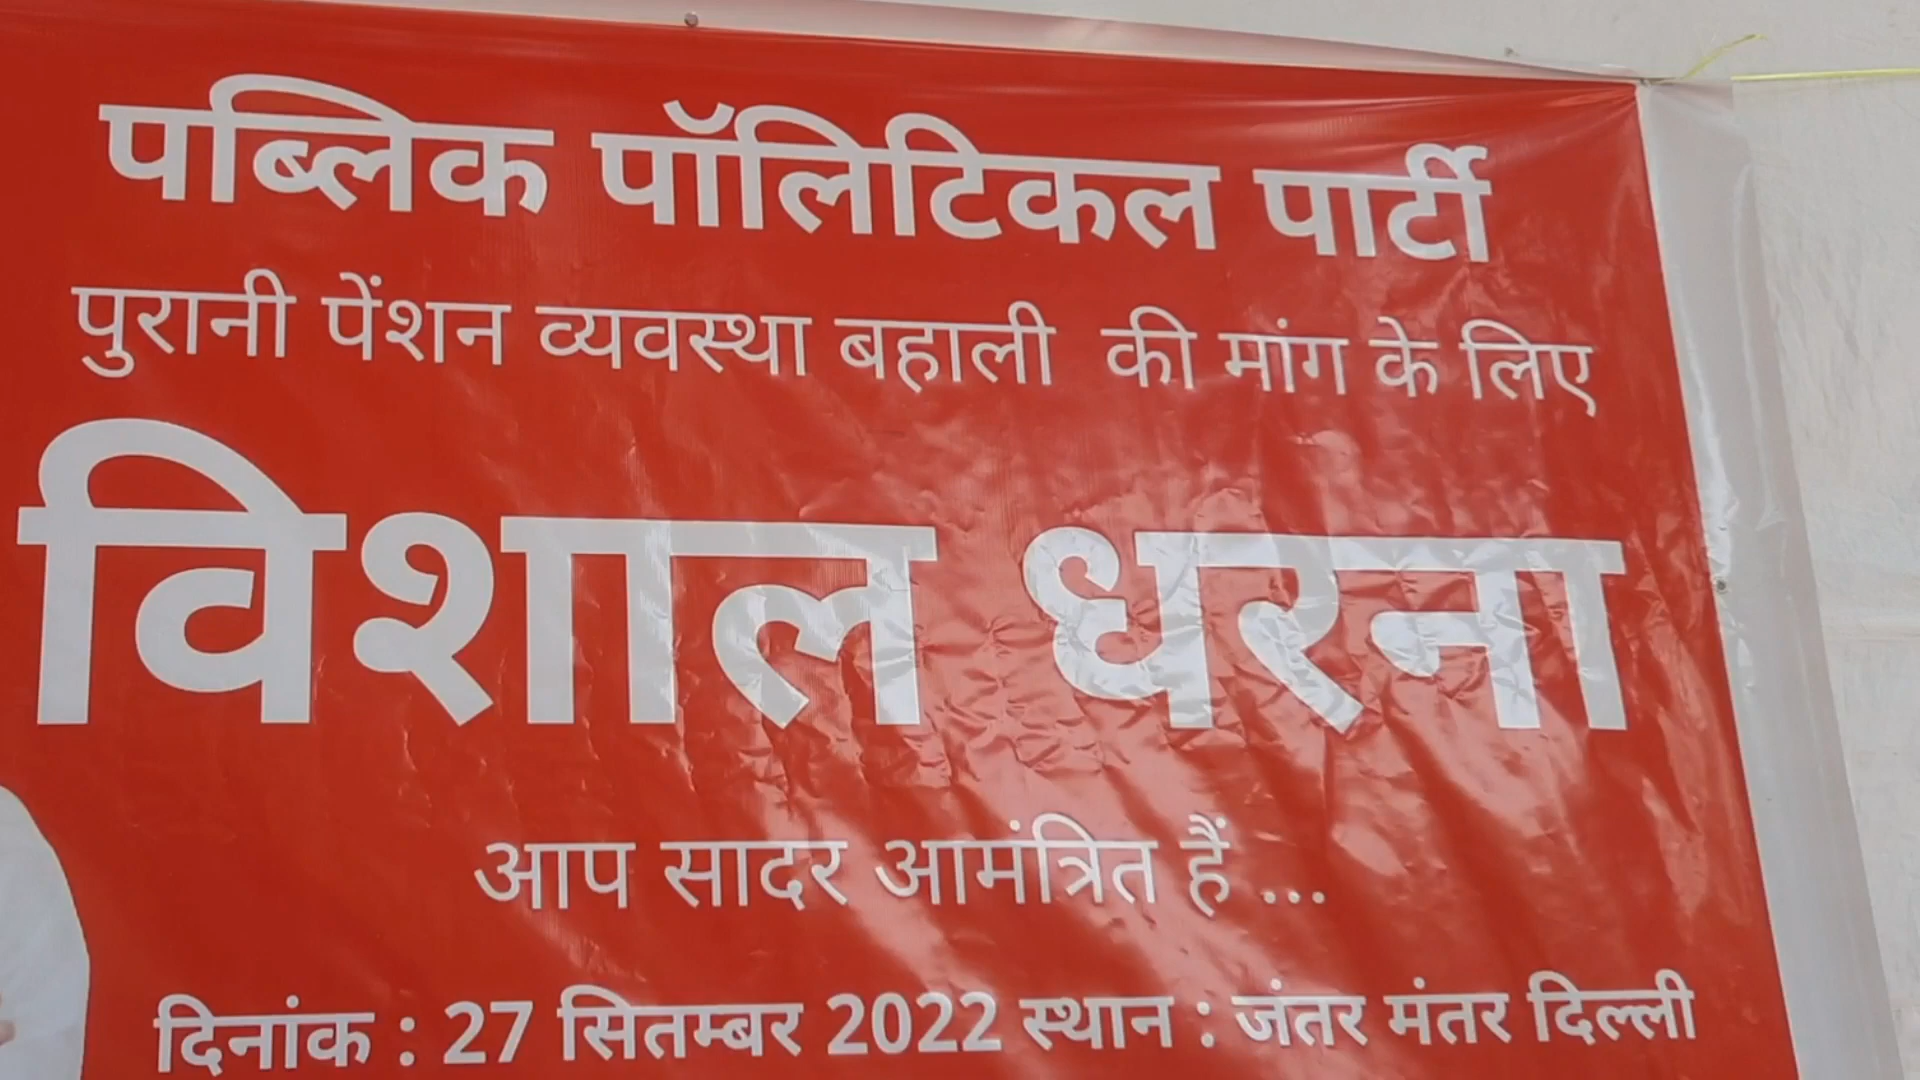 पब्लिक पॉलिटिकल पार्टी
पुरानी पेंशन व्यवस्था बहाली की मांग के लिए
विशाल धरना
आप सादर आमंत्रित हैं ...
दिनांक : 27 सितम्बर 2022 स्थान : जंतर मंतर दिल्ली